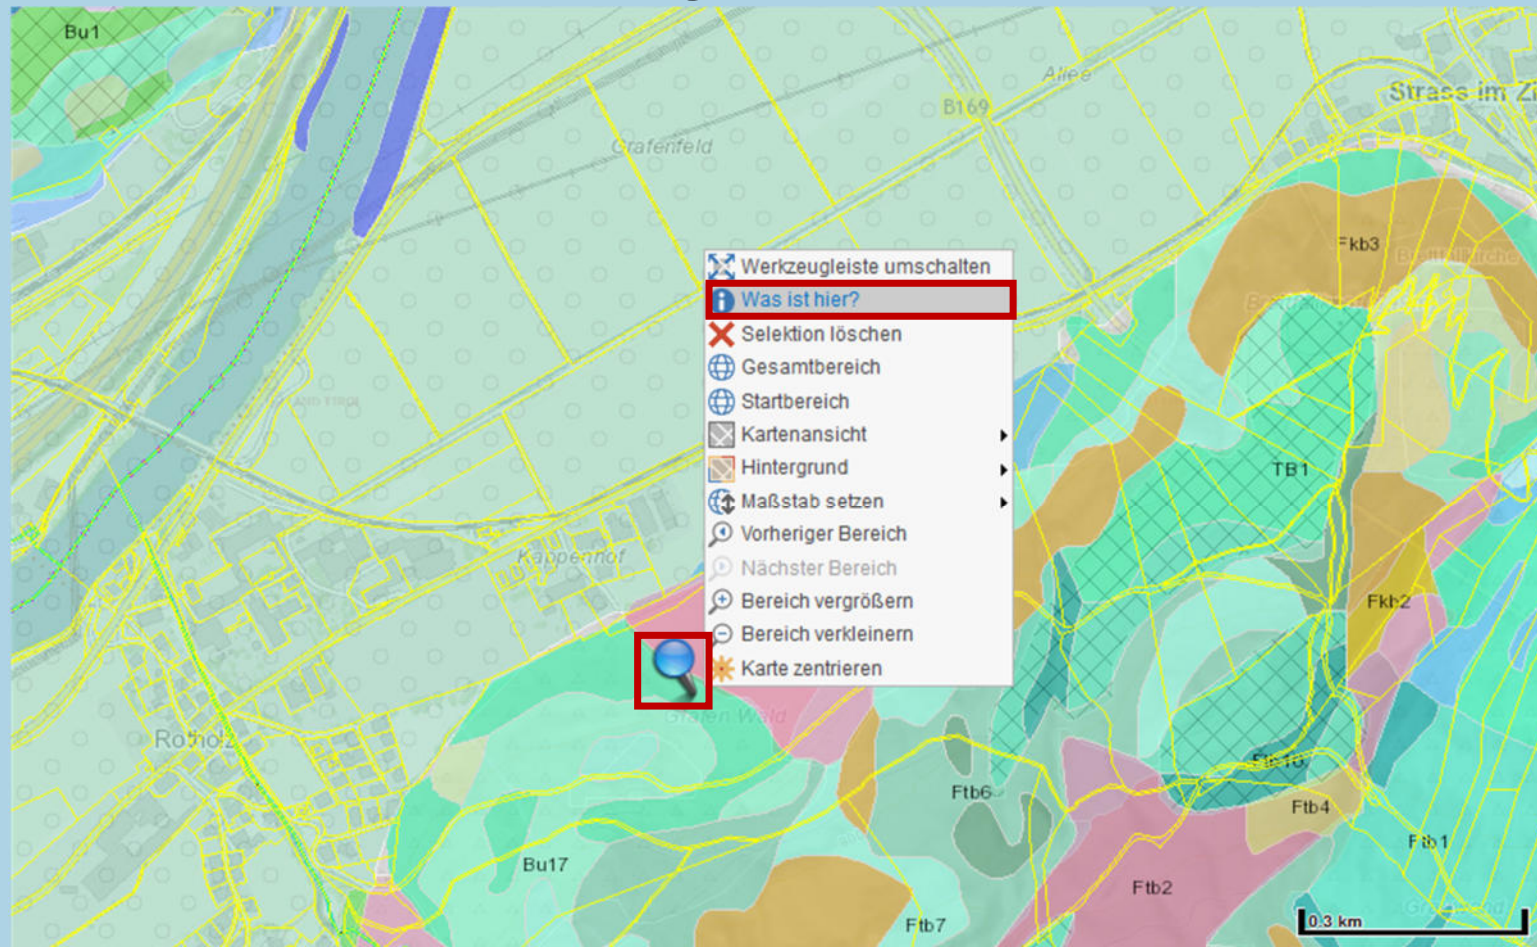 Bu1
Allee
Strass im Zi
B169
Grafenfeld
Fkb3
Werkzeugleiste umschalten
Was ist hier?
Selektion löschen
Gesamtbereich
Startbereich
Kartenansicht
Hintergrund
Maßstab setzen
Vorheriger Bereich
Nächster Bereich
Bereich vergrößern
Bereich verkleinern
Karte zentrieren
TB1
Kappenhof
Fkb2
Grafen Wald
Rotholz
Ftb6
Ftb4
Ftb1
Bu17
Ftb2
Ftb7
0.3 km